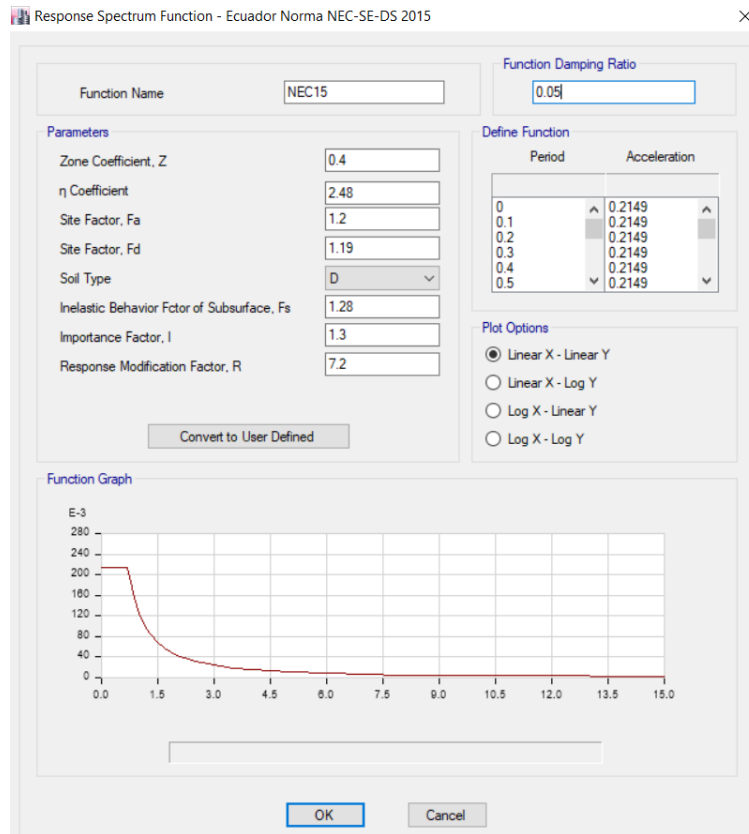 Response Spectrum Function - Ecuador Norma NEC-SE-DS 2015
Function Name
NEC15
Function Damping Ratio
0.05
Parameters
Zone Coefficient, Z
0.4
η Coefficient
2.48
Site Factor, Fa
1.2
Site Factor, Fd
1.19
Soil Type
D
Inelastic Behavior Fctor of Subsurface, Fs
1.28
Importance Factor, I
1.3
Response Modification Factor, R
7.2
Convert to User Defined
Define Function
Period Acceleration
0 0.2149
0.1 0.2149
0.2 0.2149
0.3 0.2149
0.4 0.2149
0.5 0.2149
Plot Options
Linear X - Linear Y
Linear X - Log Y
Log X - Linear Y
Log X - Log Y
Function Graph
E-3
280
240
200
160
120
80
40
0
0.0 1.5 3.0 4.5 6.0 7.5 9.0 10.5 12.0 13.5 15.0
OK Cancel